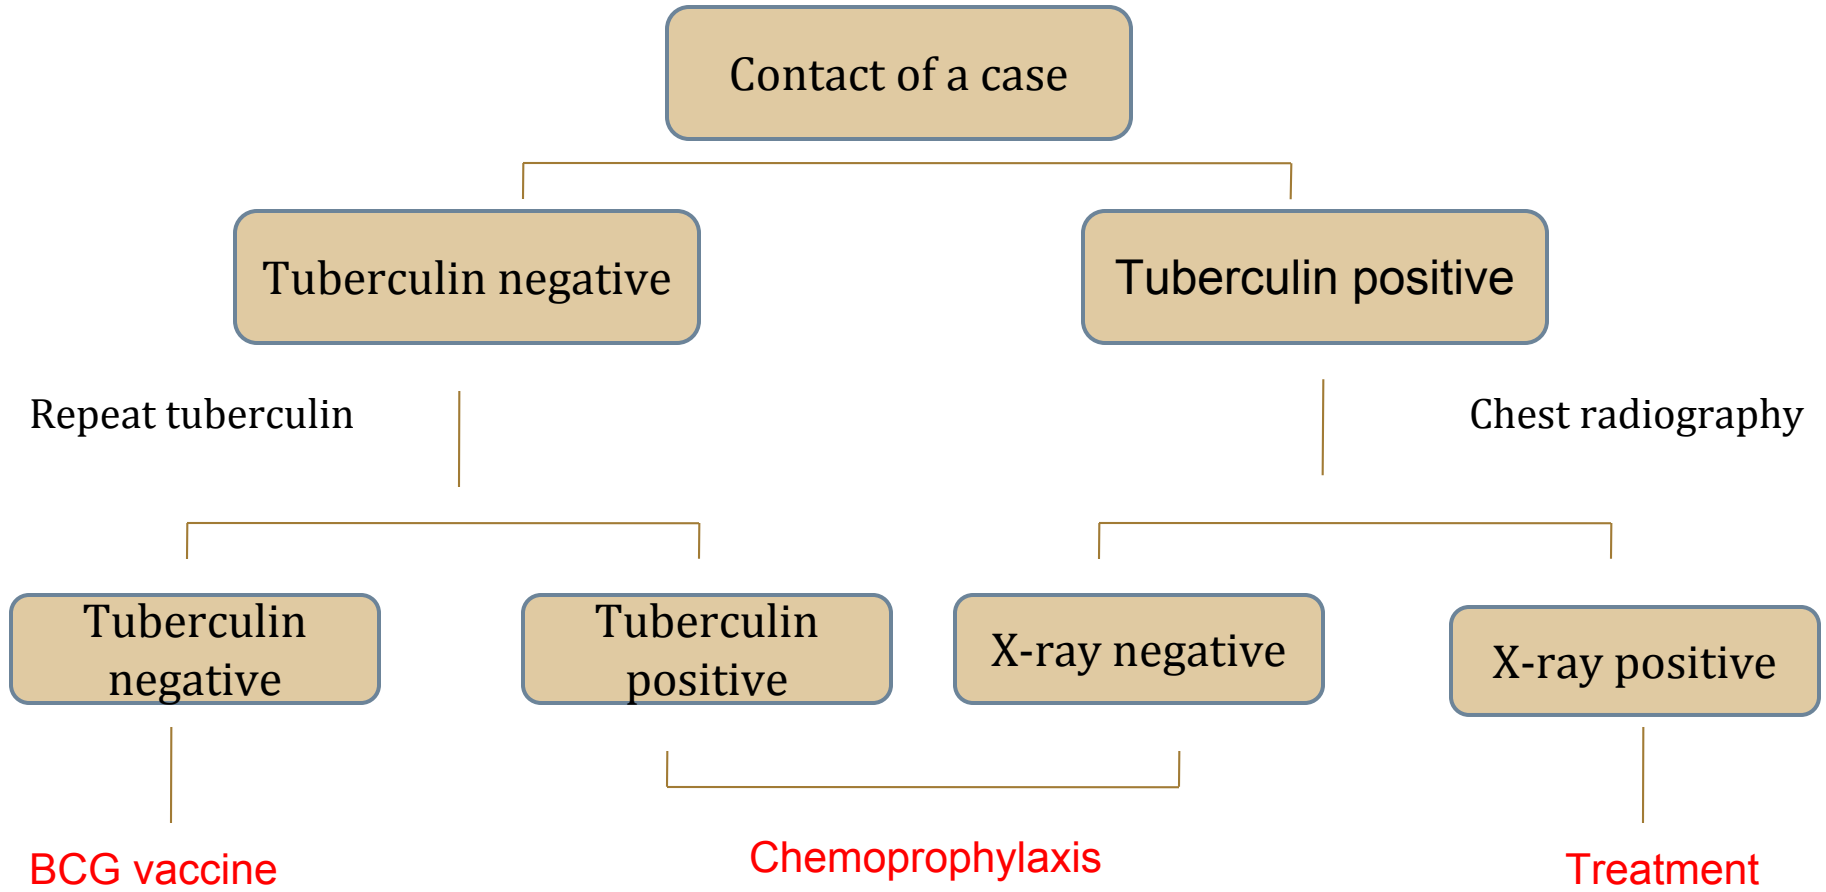 Contact of a case
Tuberculin negative
Tuberculin positive
Repeat tuberculin
Chest radiography
Tuberculin
negative
Tuberculin
positive
X-ray negative
X-ray positive
BCG vaccine
Chemoprophylaxis
Treatment